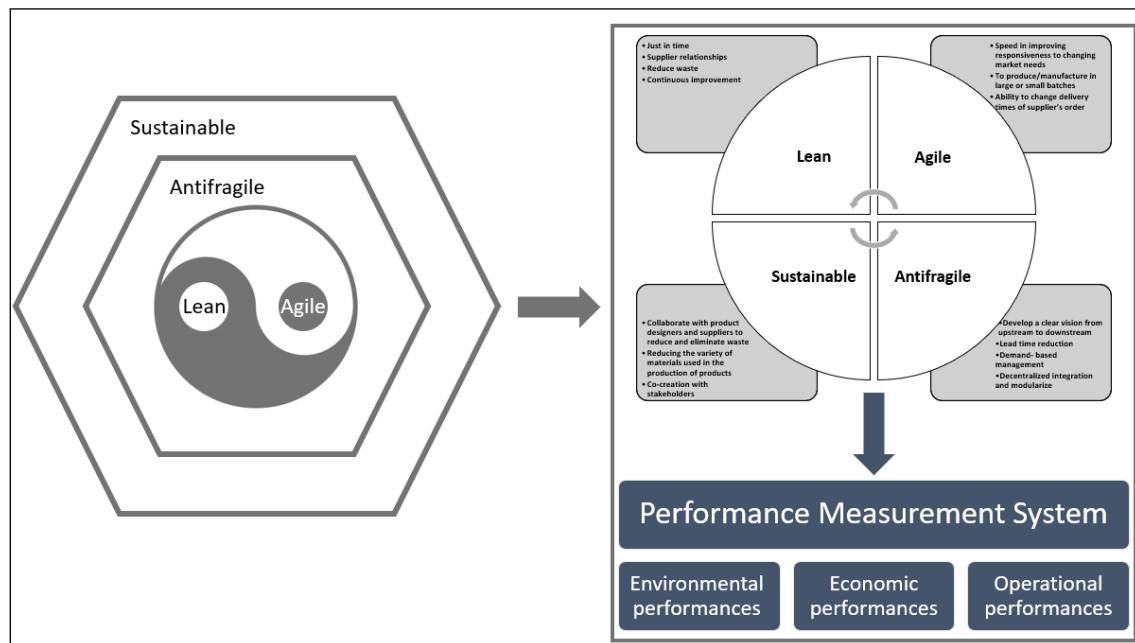 Sustainable
Antifragile
Lean
Agile
• Just in time
• Supplier relationships
• Reduce waste
• Continuous improvement
• Speed in improving
responsiveness to changing
market needs
• To produce/manufacture in
large or small batches
• Ability to change delivery
times of supplier's order
Lean
Agile
Sustainable
Antifragile
• Collaborate with product
designers and suppliers to
reduce and eliminate waste
• Reducing the variety of
materials used in the
production of products
• Co-creation with
stakeholders
•Develop a clear vision from
upstream to downstream
•Lead time reduction
•Demand- based
management
•Decentralized integration
and modularize
Performance Measurement System
Environmental
performances
Economic
performances
Operational
performances